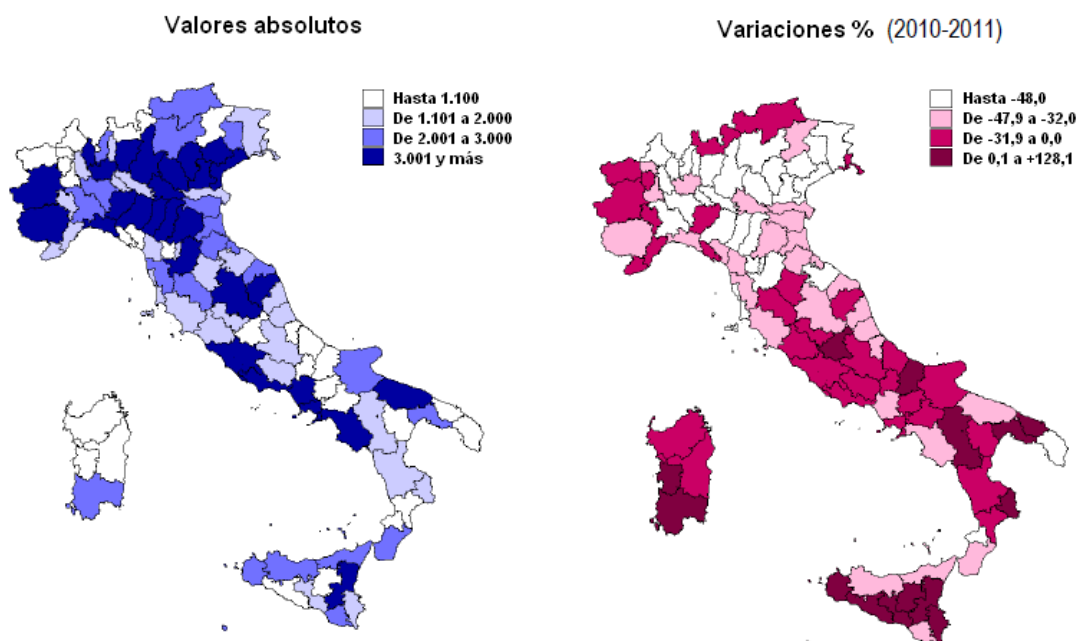 Valores absolutos
Hasta 1.100
De 1.101 a 2.000
De 2.001 a 3.000
3.001 y más
Variaciones % (2010-2011)
Hasta -48,0
De -47,9 a -32,0
De -31,9 a 0,0
De 0,1 a +128,1